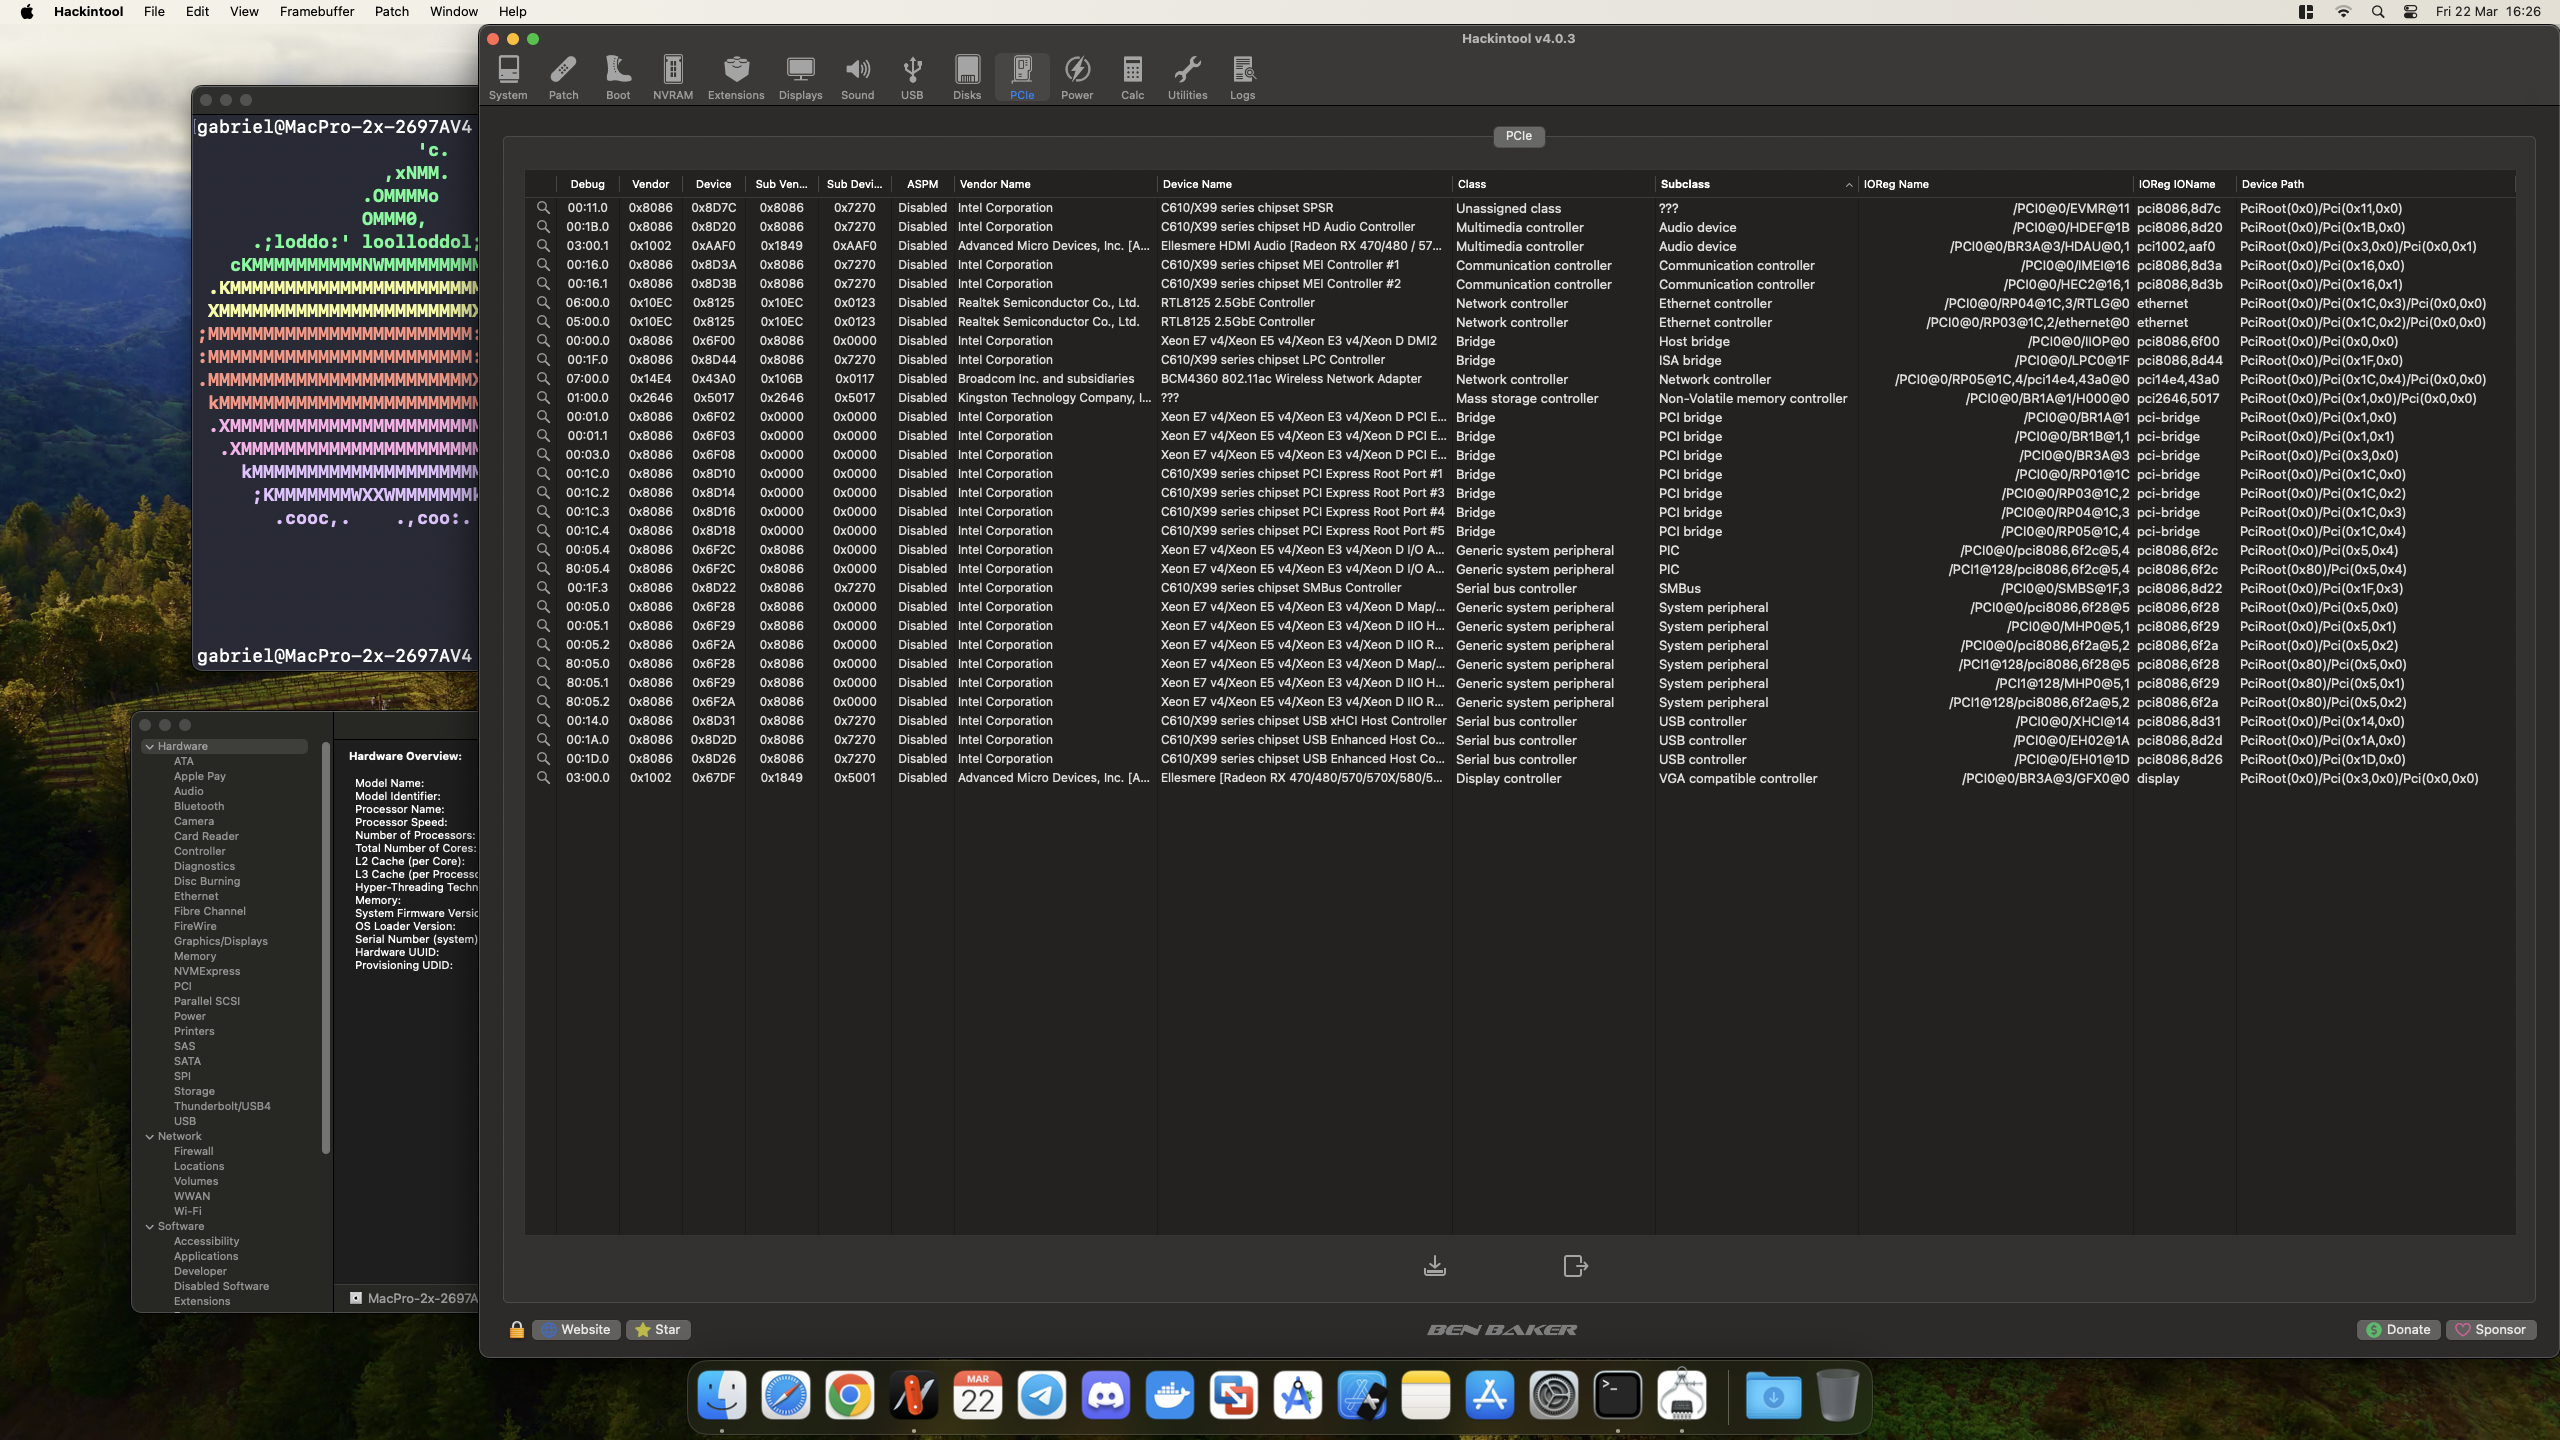 Hackintool File Edit View Framebuffer Patch Window Help Fri 22 Mar 16:26
Hackintool v4.0.3
System Patch Boot NVRAM Extensions Displays Sound USB Disks PCIe Power Calc Utilities Logs
PCIe
Debug Vendor Device Sub Ven... Sub Devi... ASPM Vendor Name Device Name Class Subclass IOReg Name IOReg IOName Device Path
00:11.0 0x8086 0x8D7C 0x8086 0x7270 Disabled Intel Corporation C610/X99 series chipset SPSR Unassigned class ??? /PCI0@0/EVMR@11 pci8086,8d7c PciRoot(0x0)/Pci(0x11,0x0)
00:1B.0 0x8086 0x8D20 0x8086 0x7270 Disabled Intel Corporation C610/X99 series chipset HD Audio Controller Multimedia controller Audio device /PCI0@0/HDEF@1B pci8086,8d20 PciRoot(0x0)/Pci(0x1B,0x0)
03:00.1 0x1002 0xAAF0 0x1849 0xAAF0 Disabled Advanced Micro Devices, Inc. [A... Ellesmere HDMI Audio [Radeon RX 470/480 / 57... Multimedia controller Audio device /PCI0@0/BR3A@3/HDAU@0,1 pci1002,aaf0 PciRoot(0x0)/Pci(0x3,0x0)/Pci(0x0,0x1)
00:16.0 0x8086 0x8D3A 0x8086 0x7270 Disabled Intel Corporation C610/X99 series chipset MEI Controller #1 Communication controller Communication controller /PCI0@0/IMEI@16 pci8086,8d3a PciRoot(0x0)/Pci(0x16,0x0)
00:16.1 0x8086 0x8D3B 0x8086 0x7270 Disabled Intel Corporation C610/X99 series chipset MEI Controller #2 Communication controller Communication controller /PCI0@0/HEC2@16,1 pci8086,8d3b PciRoot(0x0)/Pci(0x16,0x1)
06:00.0 0x10EC 0x8125 0x10EC 0x0123 Disabled Realtek Semiconductor Co., Ltd. RTL8125 2.5GbE Controller Network controller Ethernet controller /PCI0@0/RP04@1C,3/RTLG@0 ethernet PciRoot(0x0)/Pci(0x1C,0x3)/Pci(0x0,0x0)
05:00.0 0x10EC 0x8125 0x10EC 0x0123 Disabled Realtek Semiconductor Co., Ltd. RTL8125 2.5GbE Controller Network controller Ethernet controller /PCI0@0/RP03@1C,2/ethernet@0 ethernet PciRoot(0x0)/Pci(0x1C,0x2)/Pci(0x0,0x0)
00:00.0 0x8086 0x6F00 0x8086 0x0000 Disabled Intel Corporation Xeon E7 v4/Xeon E5 v4/Xeon E3 v4/Xeon D DMI2 Bridge Host bridge /PCI0@0/IIOP@0 pci8086,6f00 PciRoot(0x0)/Pci(0x0,0x0)
00:1F.0 0x8086 0x8D44 0x8086 0x7270 Disabled Intel Corporation C610/X99 series chipset LPC Controller Bridge ISA bridge /PCI0@0/LPC0@1F pci8086,8d44 PciRoot(0x0)/Pci(0x1F,0x0)
07:00.0 0x14E4 0x43A0 0x106B 0x0117 Disabled Broadcom Inc. and subsidiaries BCM4360 802.11ac Wireless Network Adapter Network controller Network controller /PCI0@0/RP05@1C,4/pci14e4,43a0@0 pci14e4,43a0 PciRoot(0x0)/Pci(0x1C,0x4)/Pci(0x0,0x0)
01:00.0 0x2646 0x5017 0x2646 0x5017 Disabled Kingston Technology Company, I... ??? Mass storage controller Non-Volatile memory controller /PCI0@0/BR1A@1/H000@0 pci2646,5017 PciRoot(0x0)/Pci(0x1,0x0)/Pci(0x0,0x0)
00:01.0 0x8086 0x6F02 0x0000 0x0000 Disabled Intel Corporation Xeon E7 v4/Xeon E5 v4/Xeon E3 v4/Xeon D PCI E... Bridge PCI bridge /PCI0@0/BR1A@1 pci-bridge PciRoot(0x0)/Pci(0x1,0x0)
00:01.1 0x8086 0x6F03 0x0000 0x0000 Disabled Intel Corporation Xeon E7 v4/Xeon E5 v4/Xeon E3 v4/Xeon D PCI E... Bridge PCI bridge /PCI0@0/BR1B@1,1 pci-bridge PciRoot(0x0)/Pci(0x1,0x1)
00:03.0 0x8086 0x6F08 0x0000 0x0000 Disabled Intel Corporation Xeon E7 v4/Xeon E5 v4/Xeon E3 v4/Xeon D PCI E... Bridge PCI bridge /PCI0@0/BR3A@3 pci-bridge PciRoot(0x0)/Pci(0x3,0x0)
00:1C.0 0x8086 0x8D10 0x0000 0x0000 Disabled Intel Corporation C610/X99 series chipset PCI Express Root Port #1 Bridge PCI bridge /PCI0@0/RP01@1C pci-bridge PciRoot(0x0)/Pci(0x1C,0x0)
00:1C.2 0x8086 0x8D14 0x0000 0x0000 Disabled Intel Corporation C610/X99 series chipset PCI Express Root Port #3 Bridge PCI bridge /PCI0@0/RP03@1C,2 pci-bridge PciRoot(0x0)/Pci(0x1C,0x2)
00:1C.3 0x8086 0x8D16 0x0000 0x0000 Disabled Intel Corporation C610/X99 series chipset PCI Express Root Port #4 Bridge PCI bridge /PCI0@0/RP04@1C,3 pci-bridge PciRoot(0x0)/Pci(0x1C,0x3)
00:1C.4 0x8086 0x8D18 0x0000 0x0000 Disabled Intel Corporation C610/X99 series chipset PCI Express Root Port #5 Bridge PCI bridge /PCI0@0/RP05@1C,4 pci-bridge PciRoot(0x0)/Pci(0x1C,0x4)
00:05.4 0x8086 0x6F2C 0x8086 0x0000 Disabled Intel Corporation Xeon E7 v4/Xeon E5 v4/Xeon E3 v4/Xeon D I/O A... Generic system peripheral PIC /PCI0@0/pci8086,6f2c@5,4 pci8086,6f2c PciRoot(0x0)/Pci(0x5,0x4)
80:05.4 0x8086 0x6F2C 0x8086 0x0000 Disabled Intel Corporation Xeon E7 v4/Xeon E5 v4/Xeon E3 v4/Xeon D I/O A... Generic system peripheral PIC /PCI1@128/pci8086,6f2c@5,4 pci8086,6f2c PciRoot(0x80)/Pci(0x5,0x4)
00:1F.3 0x8086 0x8D22 0x8086 0x7270 Disabled Intel Corporation C610/X99 series chipset SMBus Controller Serial bus controller SMBus /PCI0@0/SMBS@1F,3 pci8086,8d22 PciRoot(0x0)/Pci(0x1F,0x3)
00:05.0 0x8086 0x6F28 0x8086 0x0000 Disabled Intel Corporation Xeon E7 v4/Xeon E5 v4/Xeon E3 v4/Xeon D Map/... Generic system peripheral System peripheral /PCI0@0/pci8086,6f28@5 pci8086,6f28 PciRoot(0x0)/Pci(0x5,0x0)
00:05.1 0x8086 0x6F29 0x8086 0x0000 Disabled Intel Corporation Xeon E7 v4/Xeon E5 v4/Xeon E3 v4/Xeon D IIO H... Generic system peripheral System peripheral /PCI0@0/MHP0@5,1 pci8086,6f29 PciRoot(0x0)/Pci(0x5,0x1)
00:05.2 0x8086 0x6F2A 0x8086 0x0000 Disabled Intel Corporation Xeon E7 v4/Xeon E5 v4/Xeon E3 v4/Xeon D IIO R... Generic system peripheral System peripheral /PCI0@0/pci8086,6f2a@5,2 pci8086,6f2a PciRoot(0x0)/Pci(0x5,0x2)
80:05.0 0x8086 0x6F28 0x8086 0x0000 Disabled Intel Corporation Xeon E7 v4/Xeon E5 v4/Xeon E3 v4/Xeon D Map/... Generic system peripheral System peripheral /PCI1@128/pci8086,6f28@5 pci8086,6f28 PciRoot(0x80)/Pci(0x5,0x0)
80:05.1 0x8086 0x6F29 0x8086 0x0000 Disabled Intel Corporation Xeon E7 v4/Xeon E5 v4/Xeon E3 v4/Xeon D IIO H... Generic system peripheral System peripheral /PCI1@128/MHP0@5,1 pci8086,6f29 PciRoot(0x80)/Pci(0x5,0x1)
80:05.2 0x8086 0x6F2A 0x8086 0x0000 Disabled Intel Corporation Xeon E7 v4/Xeon E5 v4/Xeon E3 v4/Xeon D IIO R... Generic system peripheral System peripheral /PCI1@128/pci8086,6f2a@5,2 pci8086,6f2a PciRoot(0x80)/Pci(0x5,0x2)
00:14.0 0x8086 0x8D31 0x8086 0x7270 Disabled Intel Corporation C610/X99 series chipset USB xHCI Host Controller Serial bus controller USB controller /PCI0@0/XHCI@14 pci8086,8d31 PciRoot(0x0)/Pci(0x14,0x0)
00:1A.0 0x8086 0x8D2D 0x8086 0x7270 Disabled Intel Corporation C610/X99 series chipset USB Enhanced Host Co... Serial bus controller USB controller /PCI0@0/EH02@1A pci8086,8d2d PciRoot(0x0)/Pci(0x1A,0x0)
00:1D.0 0x8086 0x8D26 0x8086 0x7270 Disabled Intel Corporation C610/X99 series chipset USB Enhanced Host Co... Serial bus controller USB controller /PCI0@0/EH01@1D pci8086,8d26 PciRoot(0x0)/Pci(0x1D,0x0)
03:00.0 0x1002 0x67DF 0x1849 0x5001 Disabled Advanced Micro Devices, Inc. [A... Ellesmere [Radeon RX 470/480/570/570X/580/5... Display controller VGA compatible controller /PCI0@0/BR3A@3/GFX0@0 display PciRoot(0x0)/Pci(0x3,0x0)/Pci(0x0,0x0)
Website Star BEN BAKER Donate Sponsor
gabriel@MacPro-2x-2697AV4
'c.
,xNMM.
.OMMMMo
OMMM0,
.;loddo:' loolloddol;
cKMMMMMMMMMMNWMMMMMMMMM
.KMMMMMMMMMMMMMMMMMMMMMMM
XMMMMMMMMMMMMMMMMMMMMMMMX
;MMMMMMMMMMMMMMMMMMMMMMMM:
:MMMMMMMMMMMMMMMMMMMMMMMM:
.MMMMMMMMMMMMMMMMMMMMMMMMX
kMMMMMMMMMMMMMMMMMMMMMMMM
.XMMMMMMMMMMMMMMMMMMMMMMM
.XMMMMMMMMMMMMMMMMMMMMMM
kMMMMMMMMMMMMMMMMMMMMM
;KMMMMMMMWXXWMMMMMMMk
.cooc,. .,coo:.
gabriel@MacPro-2x-2697AV4
Hardware
ATA
Apple Pay
Audio
Bluetooth
Camera
Card Reader
Controller
Diagnostics
Disc Burning
Ethernet
Fibre Channel
FireWire
Graphics/Displays
Memory
NVMExpress
PCI
Parallel SCSI
Power
Printers
SAS
SATA
SPI
Storage
Thunderbolt/USB4
USB
Network
Firewall
Locations
Volumes
WWAN
Wi-Fi
Software
Accessibility
Applications
Developer
Disabled Software
Extensions
Hardware Overview:
Model Name:
Model Identifier:
Processor Name:
Processor Speed:
Number of Processors:
Total Number of Cores:
L2 Cache (per Core):
L3 Cache (per Processo
Hyper-Threading Techn
Memory:
System Firmware Versio
OS Loader Version:
Serial Number (system)
Hardware UUID:
Provisioning UDID:
MacPro-2x-2697A
MAR
22